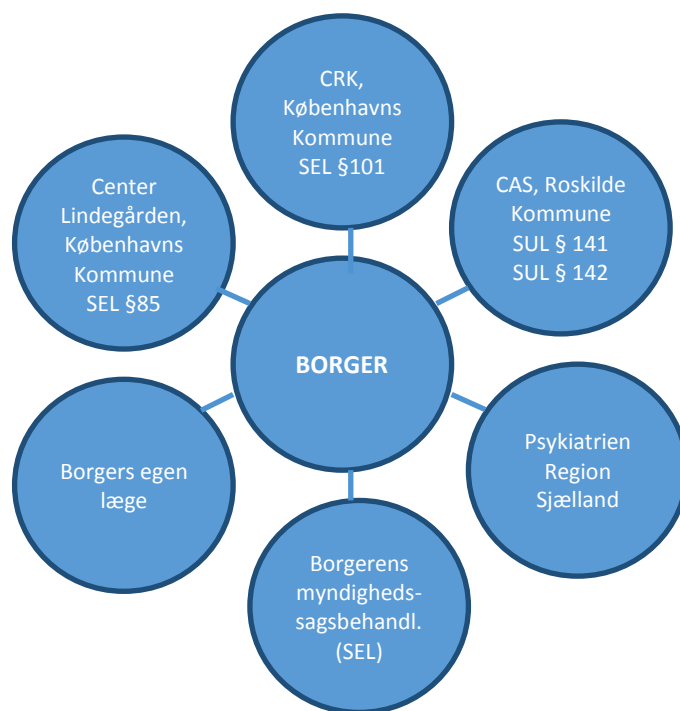 CRK,
Københavns
Kommune
SEL §101
CAS, Roskilde
Kommune
SUL § 141
SUL § 142
Center
Lindegården,
Københavns
Kommune
SEL §85
BORGER
Psykiatrien
Region
Sjælland
Borgers egen
læge
Borgerens
myndigheds-
sagsbehandl.
(SEL)